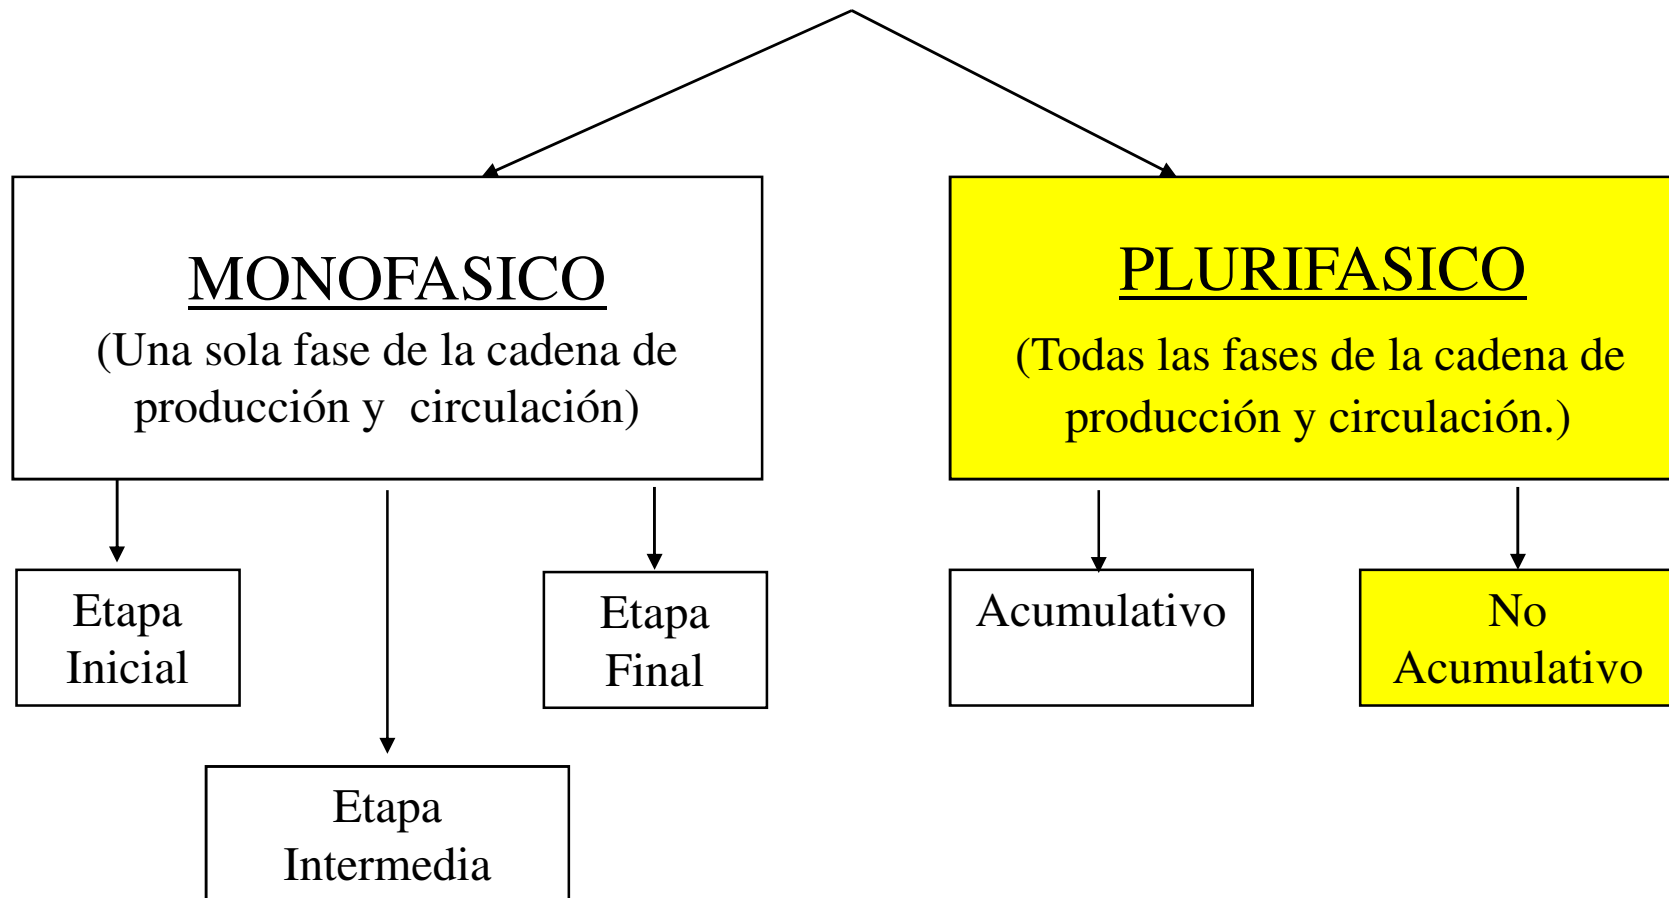 MONOFASICO
(Una sola fase de la cadena de
producción y  circulación)
PLURIFASICO
(Todas las fases de la cadena de
producción y circulación.)
Etapa
Inicial
Etapa
Intermedia
Etapa
Final
Acumulativo
No
Acumulativo